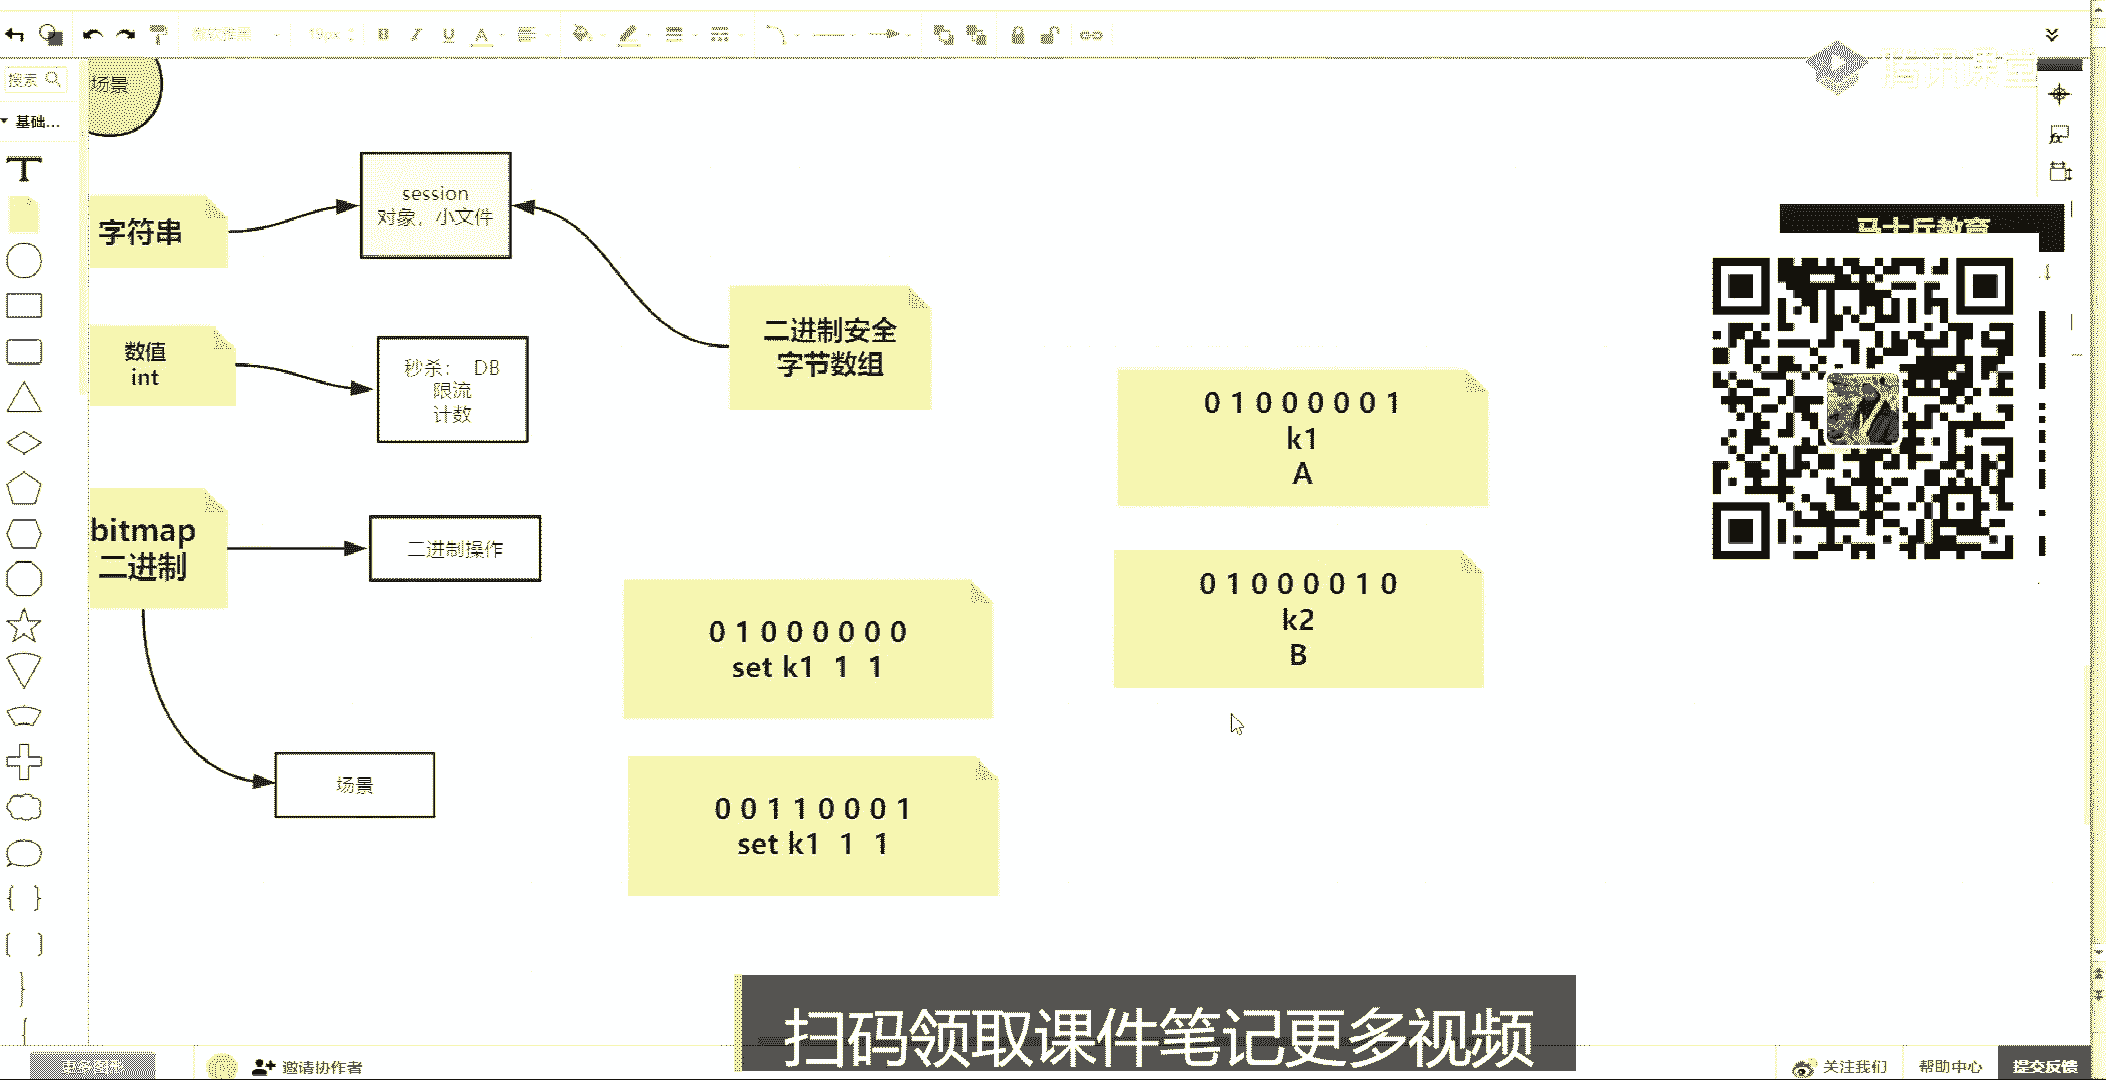 搜索
场景
基础...
字符串
session
对象，小文件
数值
int
秒杀： DB
限流
计数
二进制安全
字节数组
bitmap
二进制
二进制操作
场景
0 1 0 0 0 0 0 0
set k1 1 1
0 0 1 1 0 0 0 1
set k1 1 1
0 1 0 0 0 0 0 1
k1
A
0 1 0 0 0 0 1 0
k2
B
腾讯课堂
马士兵教育
扫码领取课件笔记更多视频
邀请协作者
关注我们
帮助中心
提交反馈